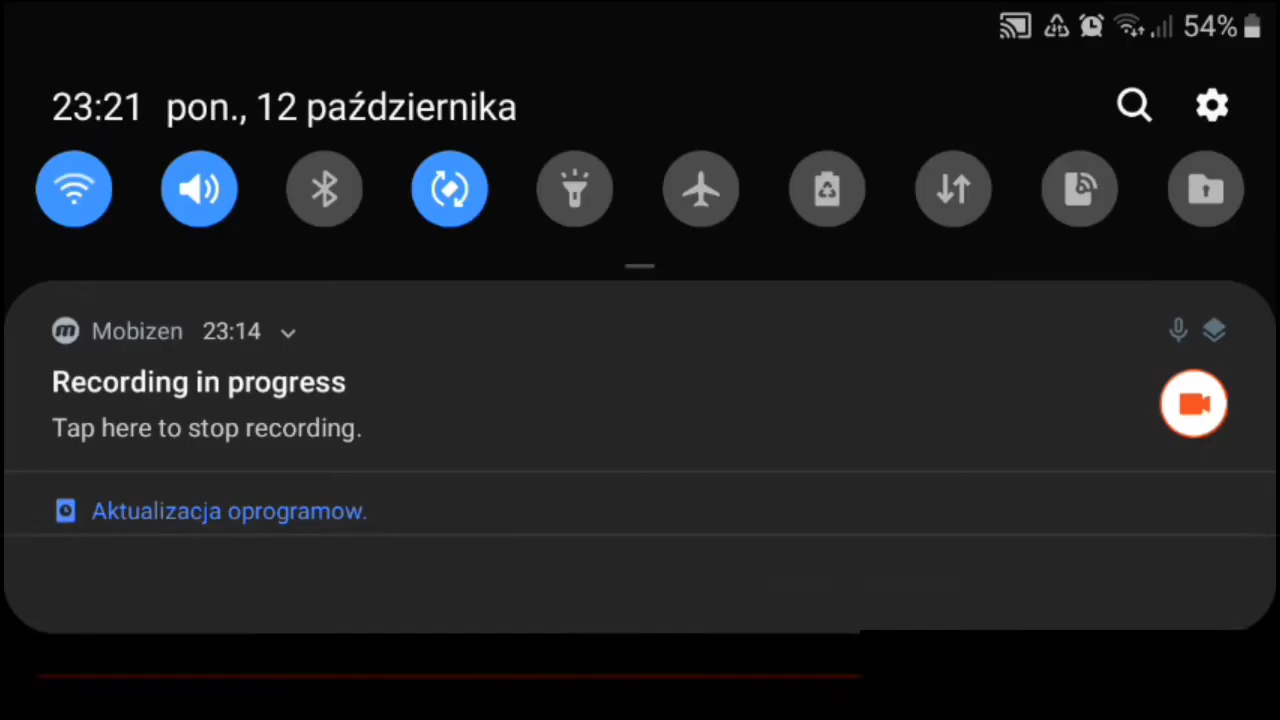 54%
23:21 pon., 12 października
Mobizen 23:14
Recording in progress
Tap here to stop recording.
Aktualizacja oprogramow.